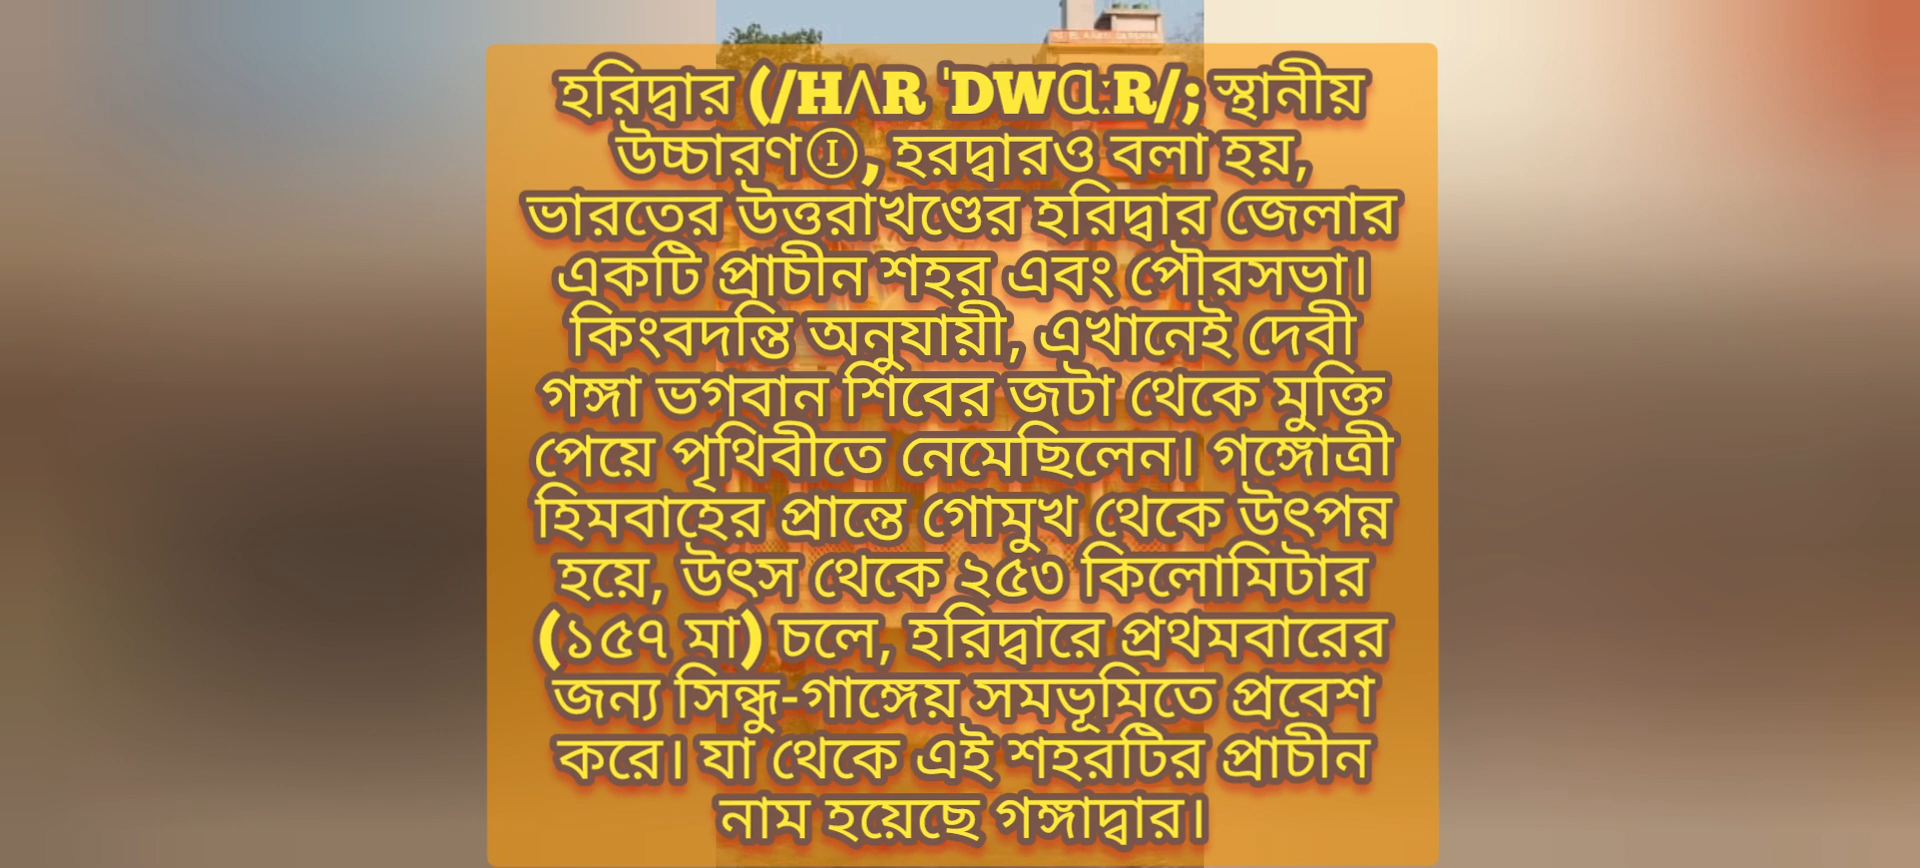 হরিদ্বার (/HɅR ˈDWⱭːR/; স্থানীয়
উচ্চারণⓘ, হরদ্বারও বলা হয়,
ভারতের উত্তরাখণ্ডের হরিদ্বার জেলার
একটি প্রাচীন শহর এবং পৌরসভা।
কিংবদন্তি অনুযায়ী, এখানেই দেবী
গঙ্গা ভগবান শিবের জটা থেকে মুক্তি
পেয়ে পৃথিবীতে নেমেছিলেন। গঙ্গোত্রী
হিমবাহের প্রান্তে গোমুখ থেকে উৎপন্ন
হয়ে, উৎস থেকে ২৫৩ কিলোমিটার
(১৫৭ মা) চলে, হরিদ্বারে প্রথমবারের
জন্য সিন্ধু-গাঙ্গেয় সমভূমিতে প্রবেশ
করে। যা থেকে এই শহরটির প্রাচীন
নাম হয়েছে গঙ্গাদ্বার।